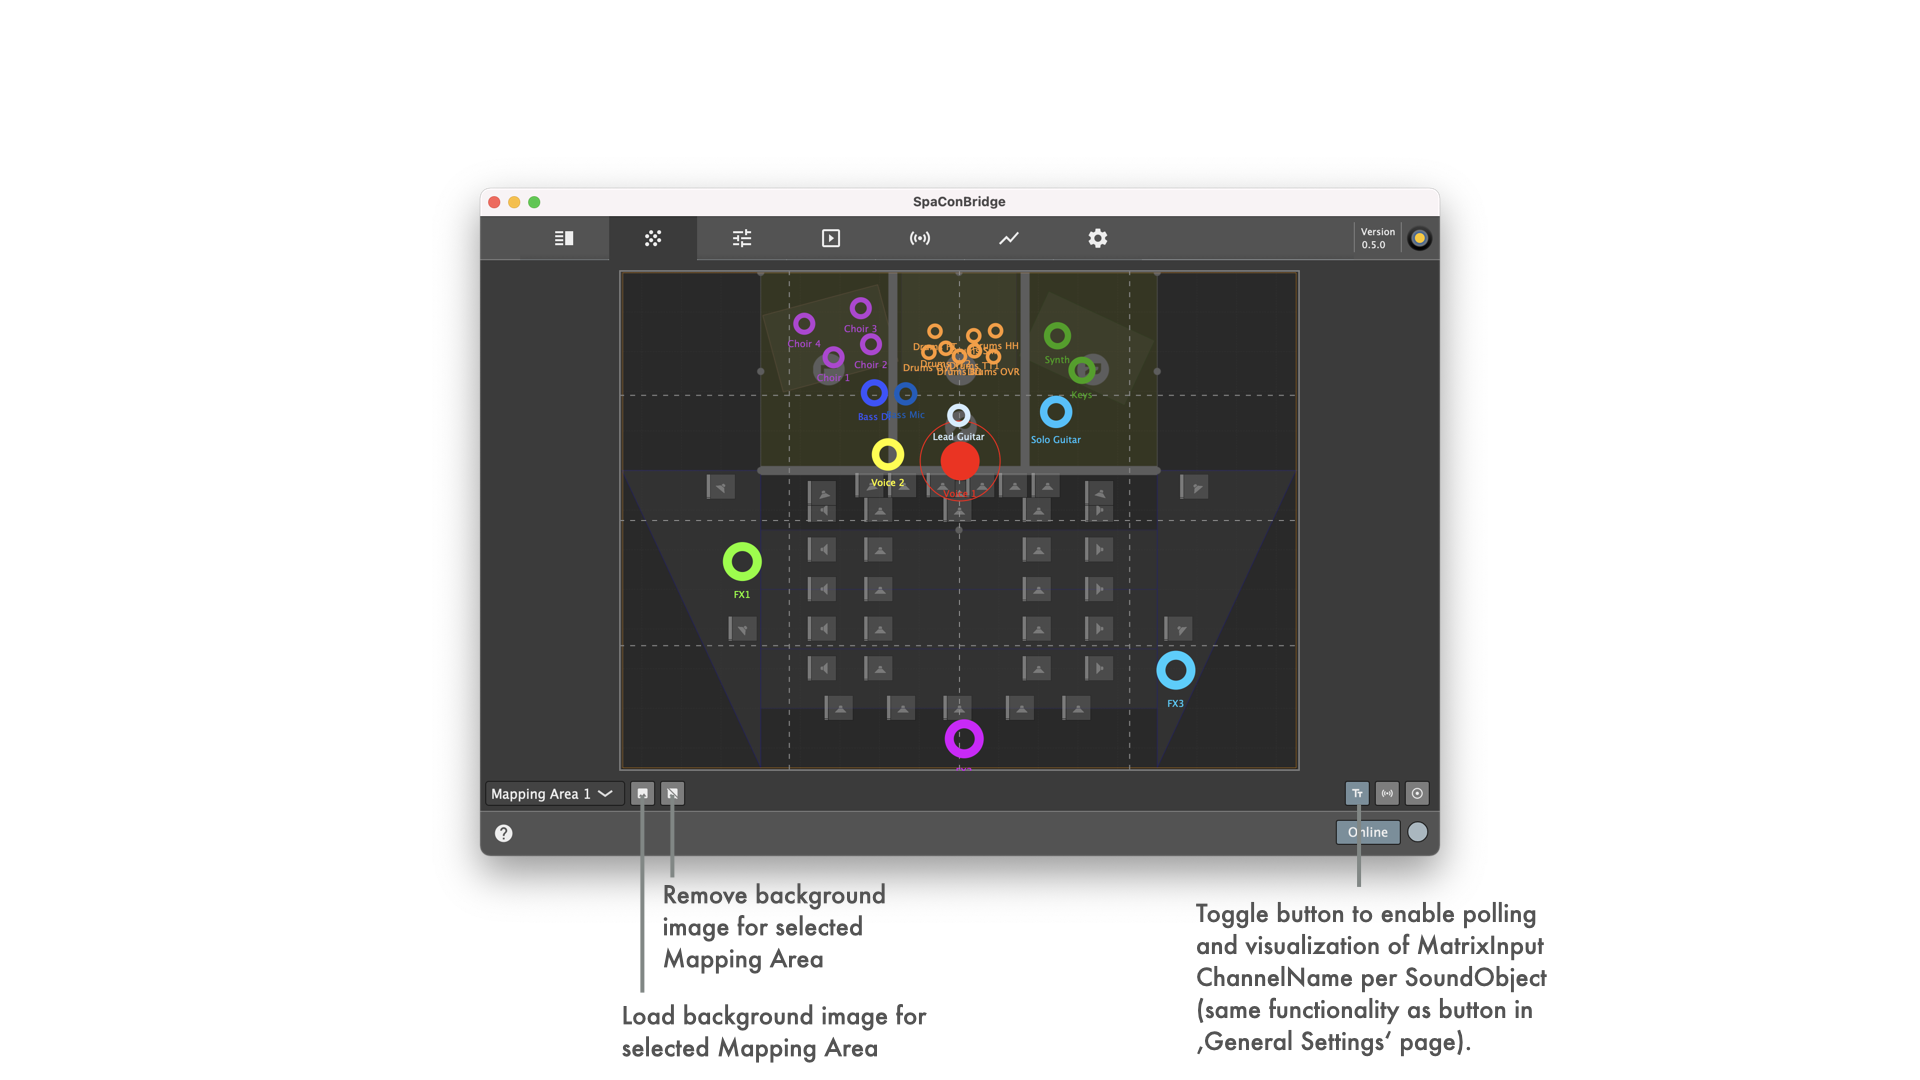 SpaConBridge
Version
0.5.0
Choir 3
Choir 4
Choir 2
Choir 1
Drums HH
Drums TT1
Drums OVR
Synth
Keys
Bass
Mic
Lead Guitar
Solo Guitar
Voice 2
Voice 1
FX1
FX3
Mapping Area 1
Tт
Online
Remove background
image for selected
Mapping Area
Load background image for
selected Mapping Area
Toggle button to enable polling
and visualization of MatrixInput
ChannelName per SoundObject
(same functionality as button in
‚General Settings‘ page).